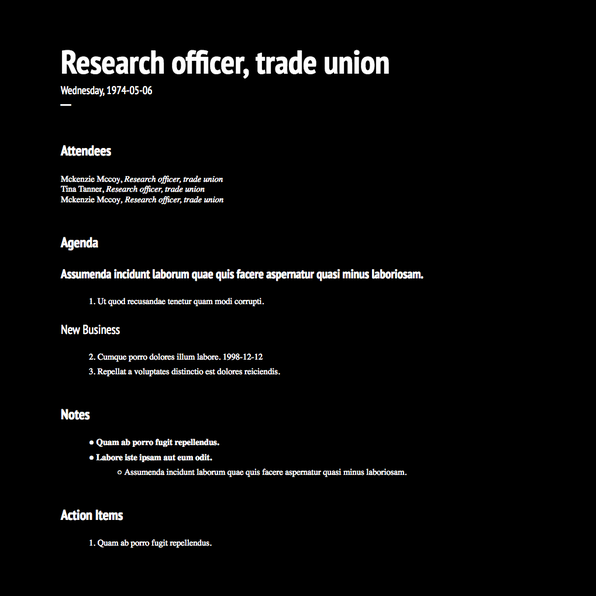 Research officer, trade union
Wednesday, 1974-05-06
Attendees
Mckenzie Mccoy, Research officer, trade union
Tina Tanner, Research officer, trade union
Mckenzie Mccoy, Research officer, trade union
Agenda
Assumenda incidunt laborum quae quis facere aspernatur quasi minus laboriosam.
1. Ut quod recusandae tenetur quam modi corrupti.
New Business
2. Cumque porro dolores illum labore. 1998-12-12
3. Repellat a voluptates distinctio est dolores reiciendis.
Notes
● Quam ab porro fugit repellendus.
● Labore iste ipsam aut eum odit.
○ Assumenda incidunt laborum quae quis facere aspernatur quasi minus laboriosam.
Action Items
1. Quam ab porro fugit repellendus.